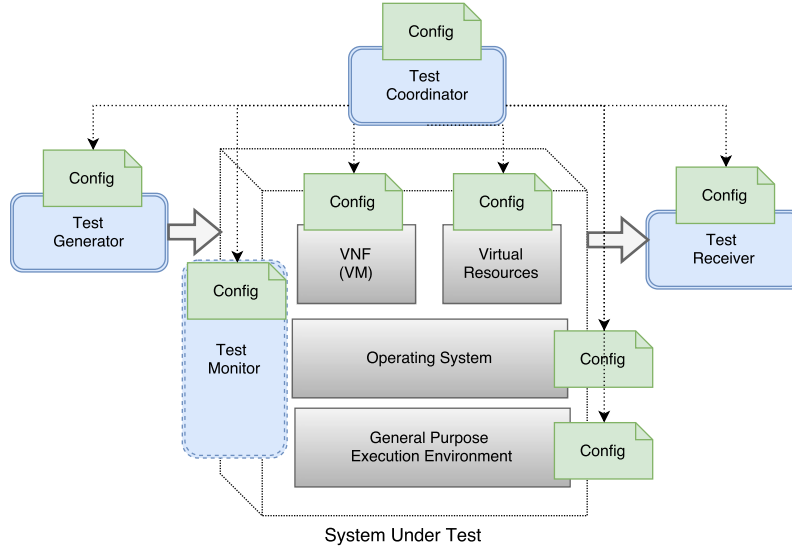 Config
Test
Coordinator
Config
Test
Generator
Config
VNF
(VM)
Config
Virtual
Resources
Config
Test
Receiver
Config
Test
Monitor
Operating System
Config
General Purpose
Execution Environment
Config
System Under Test